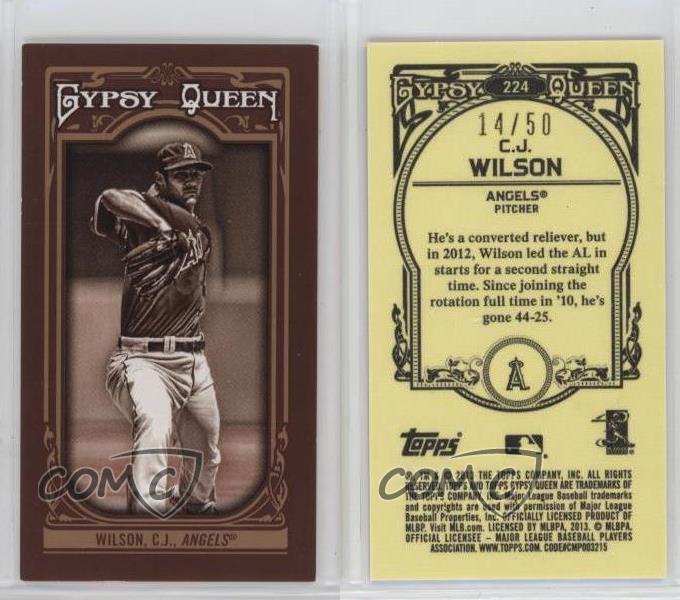 GYPSY QUEEN
A
WILSON, C.J., ANGELS®
COMC
GYPSY 224 QUEEN
14/50
C.J.
WILSON
ANGELS®
PITCHER
He's a converted reliever, but
in 2012, Wilson led the AL in
starts for a second straight
time. Since joining the
rotation full time in '10, he's
gone 44-25.
A
Topps
COMC
THE TOPPS COMPANY, INC. ALL RIGHTS
RESERVED. TOPPS AND TOPPS GYPSY QUEEN ARE TRADEMARKS OF
THE TOPPS COMPANY, INC. Major League Baseball trademarks
and copyrights are used with permission of Major League
Baseball Properties, Inc. OFFICIALLY LICENSED PRODUCT OF
MLBP. Visit MLB.com. LICENSED BY MLBPA, 2013. © MLBPA.
OFFICIAL LICENSEE – MAJOR LEAGUE BASEBALL PLAYERS
ASSOCIATION. WWW.TOPPS.COM CODE#CMP003215